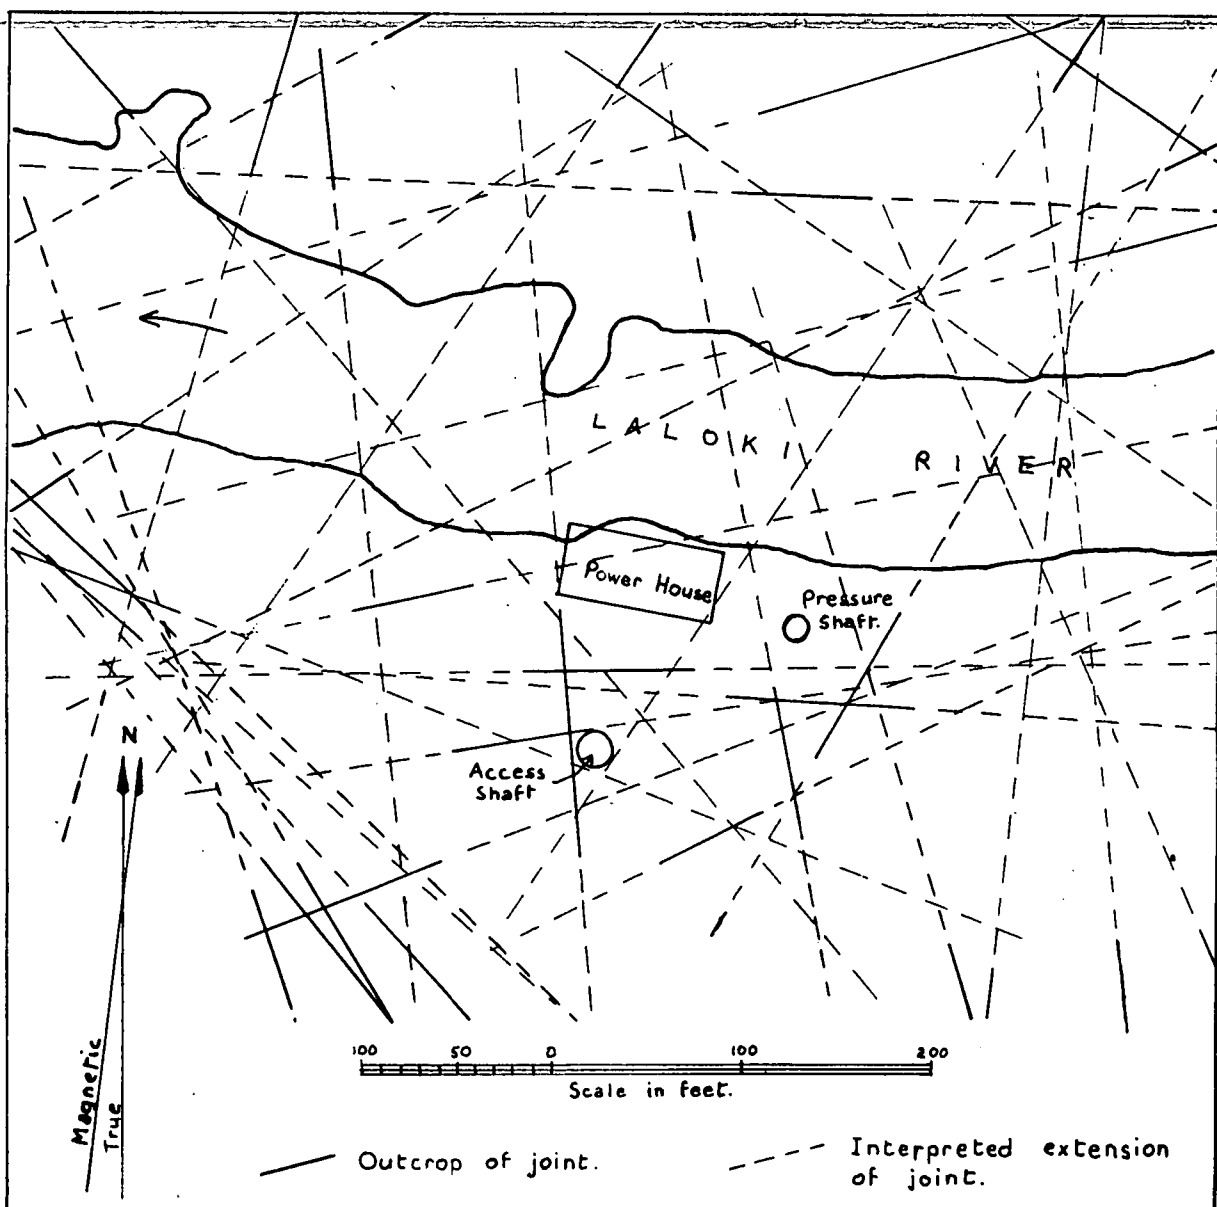 LALOKI
RIVER
Power House
Pressure
Shaft.
Access
Shaft
N
Magnetic
True
100 50 0 100 200
Scale in feet.
Outcrop of joint.
Interpreted extension
of joint.